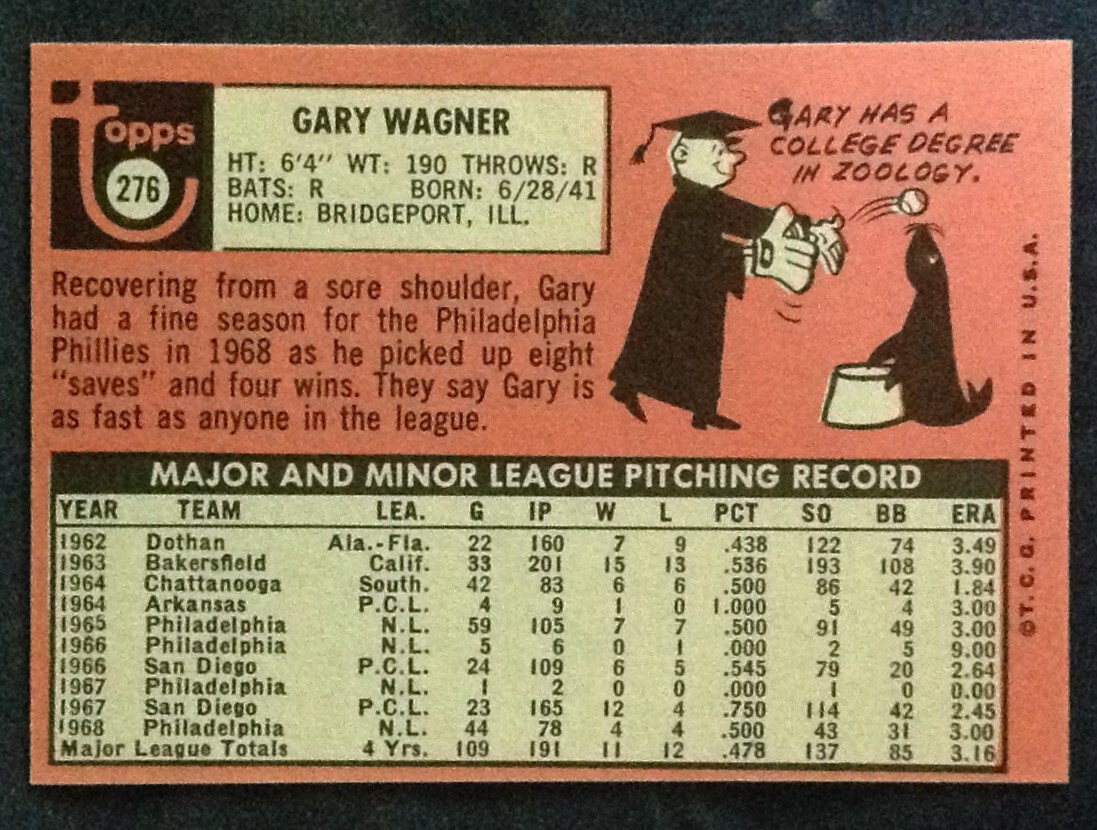 Topps
276
GARY WAGNER
HT: 6'4" WT: 190 THROWS: R
BATS: R BORN: 6/28/41
HOME: BRIDGEPORT, ILL.
GARY HAS A
COLLEGE DEGREE
IN ZOOLOGY.
Recovering from a sore shoulder, Gary
had a fine season for the Philadelphia
Phillies in 1968 as he picked up eight
"saves" and four wins. They say Gary is
as fast as anyone in the league.
MAJOR AND MINOR LEAGUE PITCHING RECORD
YEAR TEAM LEA. G IP W L PCT SO BB ERA
1962 Dothan Ala.-Fla. 22 160 7 9 .438 122 74 3.49
1963 Bakersfield Calif. 33 201 15 13 .536 193 108 3.90
1964 Chattanooga South. 42 83 6 6 .500 86 42 1.84
1964 Arkansas P.C.L. 4 9 1 0 1.000 5 4 3.00
1965 Philadelphia N.L. 59 105 7 7 .500 91 49 3.00
1966 Philadelphia N.L. 5 6 0 1 .000 2 5 9.00
1966 San Diego P.C.L. 24 109 6 5 .545 79 20 2.64
1967 Philadelphia N.L. 1 2 0 0 .000 1 0 0.00
1967 San Diego P.C.L. 23 165 12 4 .750 114 42 2.45
1968 Philadelphia N.L. 44 78 4 4 .500 43 31 3.00
Major League Totals 4 Yrs. 109 191 11 12 .478 137 85 3.16
©T.C.G. PRINTED IN U.S.A.